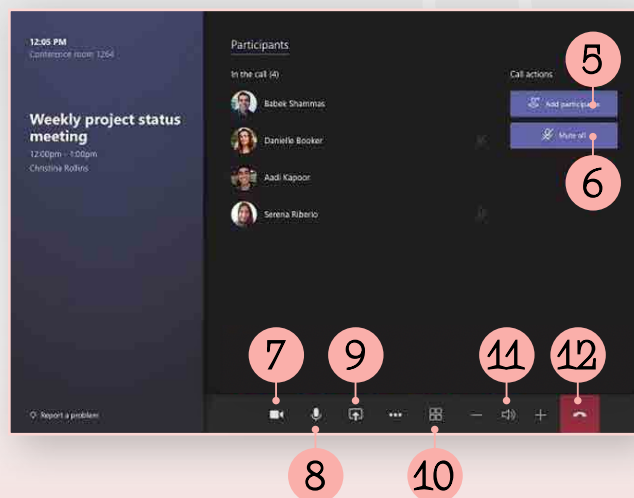 12:05 PM
Conference room 1264
Weekly project status
meeting
12:00pm - 1:00pm
Christina Rollins
Report a problem
Participants
In the call (4)
Babek Shammas
Danielle Booker
Aadi Kapoor
Serena Riberio
Call actions
5
Add participants
Mute all
6
7
9
11
12
8
10